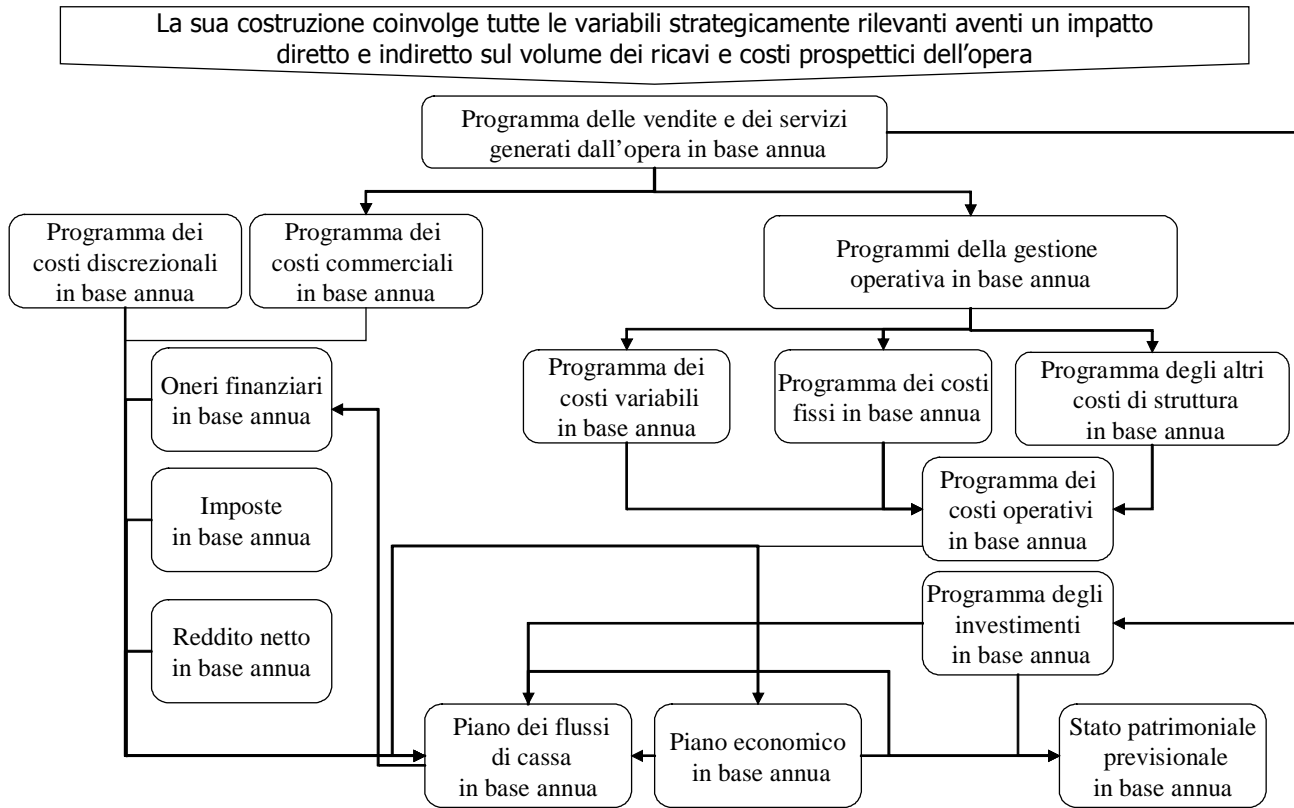 La sua costruzione coinvolge tutte le variabili strategicamente rilevanti aventi un impatto
diretto e indiretto sul volume dei ricavi e costi prospettici dell’opera
Programma delle vendite e dei servizi
generati dall’opera in base annua
Programma dei
costi discrezionali
in base annua
Programma dei
costi commerciali
in base annua
Programmi della gestione
operativa in base annua
Oneri finanziari
in base annua
Programma dei
costi variabili
in base annua
Programma dei costi
fissi in base annua
Programma degli altri
costi di struttura
in base annua
Imposte
in base annua
Programma dei
costi operativi
in base annua
Reddito netto
in base annua
Programma degli
investimenti
in base annua
Piano dei flussi
di cassa
in base annua
Piano economico
in base annua
Stato patrimoniale
previsionale
in base annua